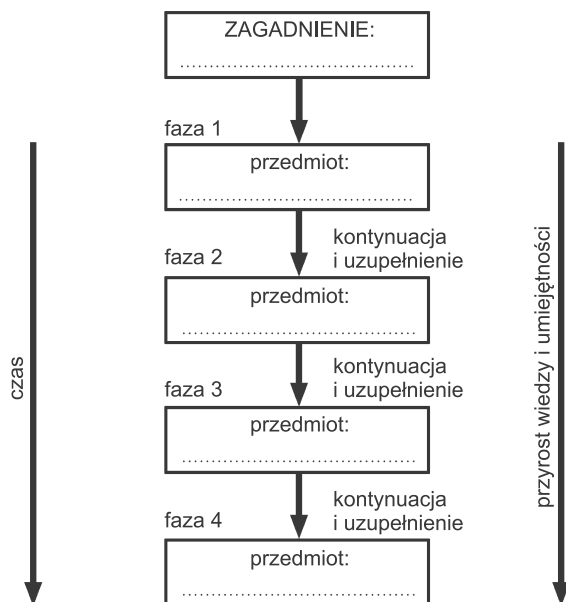 ZAGADNIENIE:
..........................................
faza 1
przedmiot:
..........................................
kontynuacja
i uzupełnienie
faza 2
przedmiot:
..........................................
kontynuacja
i uzupełnienie
faza 3
przedmiot:
..........................................
kontynuacja
i uzupełnienie
faza 4
przedmiot:
..........................................
czas
przyrost wiedzy i umiejętności